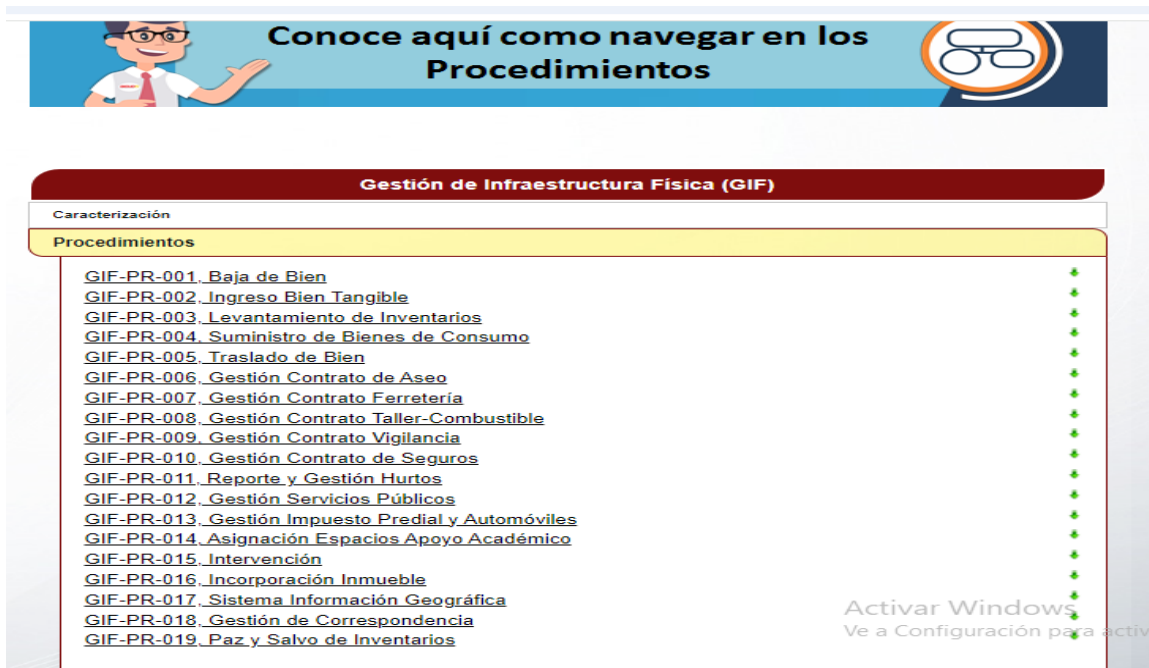 Conoce aquí como navegar en los
Procedimientos
Gestión de Infraestructura Física (GIF)
Caracterización
Procedimientos
GIF-PR-001, Baja de Bien
GIF-PR-002, Ingreso Bien Tangible
GIF-PR-003, Levantamiento de Inventarios
GIF-PR-004, Suministro de Bienes de Consumo
GIF-PR-005, Traslado de Bien
GIF-PR-006, Gestión Contrato de Aseo
GIF-PR-007, Gestión Contrato Ferretería
GIF-PR-008, Gestión Contrato Taller-Combustible
GIF-PR-009, Gestión Contrato Vigilancia
GIF-PR-010, Gestión Contrato de Seguros
GIF-PR-011, Reporte y Gestión Hurtos
GIF-PR-012, Gestión Servicios Públicos
GIF-PR-013, Gestión Impuesto Predial y Automóviles
GIF-PR-014, Asignación Espacios Apoyo Académico
GIF-PR-015, Intervención
GIF-PR-016, Incorporación Inmueble
GIF-PR-017, Sistema Información Geográfica
GIF-PR-018, Gestión de Correspondencia
GIF-PR-019, Paz y Salvo de Inventarios
Activar Windows
Ve a Configuración para activ